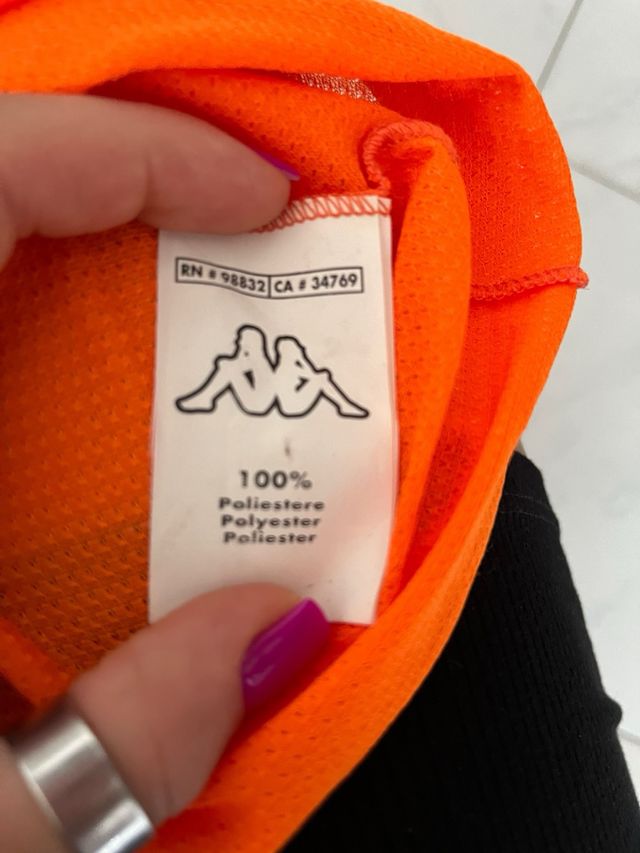 RN # 98832 CA # 34769
100%
Poliestere
Polyester
Poliester